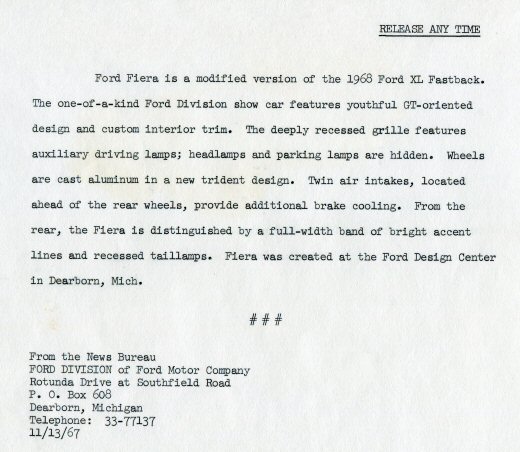 RELEASE ANY TIME
Ford Fiera is a modified version of the 1968 Ford XL Fastback.
The one-of-a-kind Ford Division show car features youthful GT-oriented
design and custom interior trim. The deeply recessed grille features
auxiliary driving lamps; headlamps and parking lamps are hidden. Wheels
are cast aluminum in a new trident design. Twin air intakes, located
ahead of the rear wheels, provide additional brake cooling. From the
rear, the Fiera is distinguished by a full-width band of bright accent
lines and recessed taillamps. Fiera was created at the Ford Design Center
in Dearborn, Mich.
# # #
From the News Bureau
FORD DIVISION of Ford Motor Company
Rotunda Drive at Southfield Road
P. O. Box 608
Dearborn, Michigan
Telephone: 33-77137
11/13/67